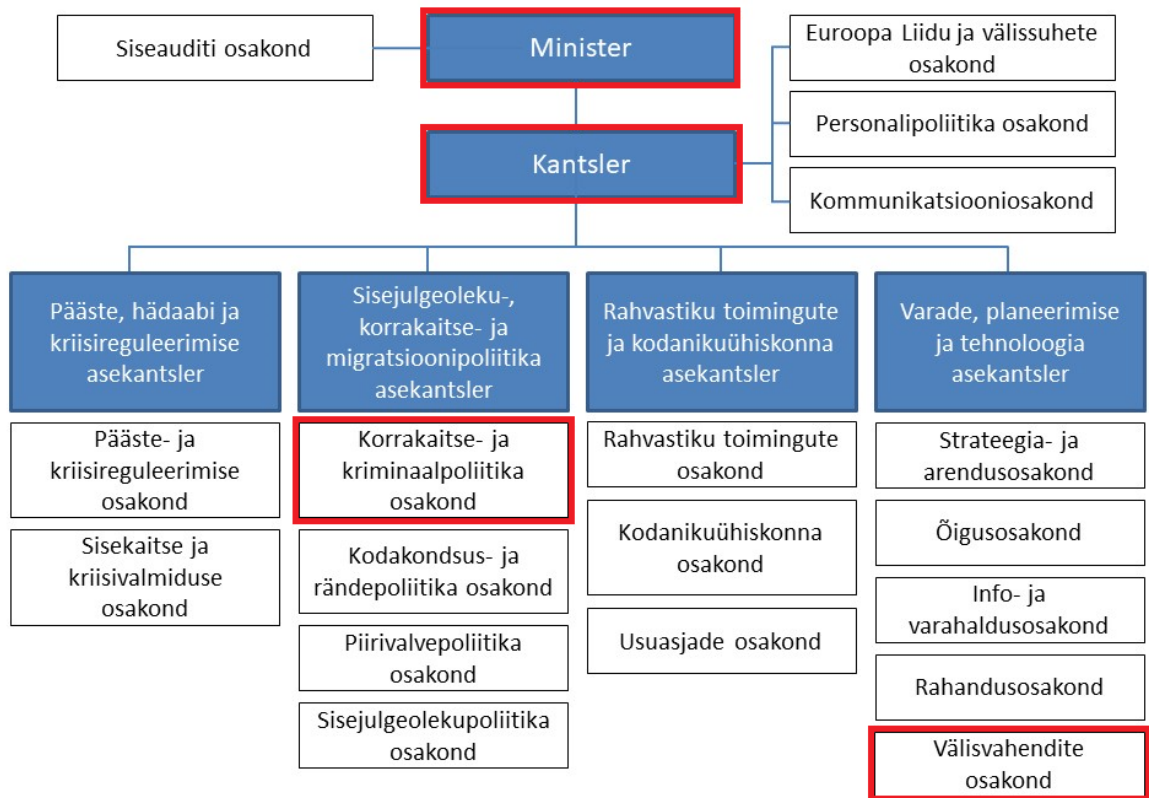 Siseauditi osakond
Minister
Euroopa Liidu ja välissuhete
osakond
Personalipoliitika osakond
Kantsler
Kommunikatsiooniosakond
Pääste, hädaabi ja
kriisireguleerimise
asekantsler
Sisejulgeoleku-,
korrakaitse- ja
migratsioonipoliitika
asekantsler
Rahvastiku toimingute
ja kodanikuühiskonna
asekantsler
Varade, planeerimise
ja tehnoloogia
asekantsler
Pääste- ja
kriisireguleerimise
osakond
Sisekaitse ja
kriisivalmiduse
osakond
Korrakaitse- ja
kriminaalpoliitika
osakond
Kodakondsus- ja
rändepoliitika osakond
Piirivalvepoliitika
osakond
Sisejulgeolekupoliitika
osakond
Rahvastiku toimingute
osakond
Kodanikuühiskonna
osakond
Usuasjade osakond
Strateegia- ja
arendusosakond
Õigusosakond
Info- ja
varahaldusosakond
Rahandusosakond
Välisvahendite
osakond